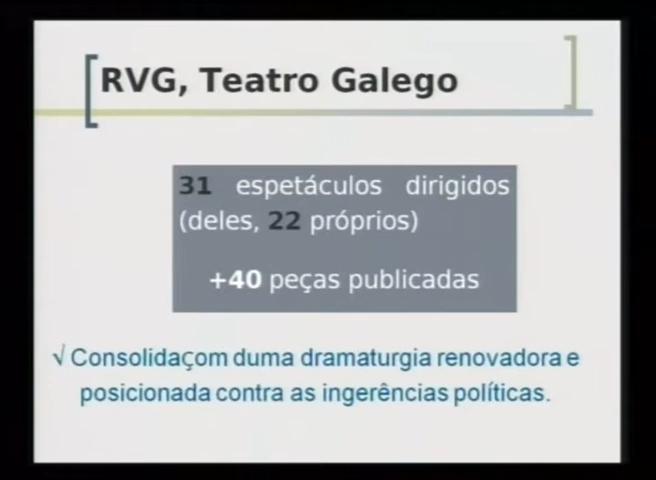 RVG, Teatro Galego
31 espetáculos dirigidos
(deles, 22 próprios)
+40 peças publicadas
√ Consolidaçom duma dramaturgia renovadora e
posicionada contra as ingerências políticas.